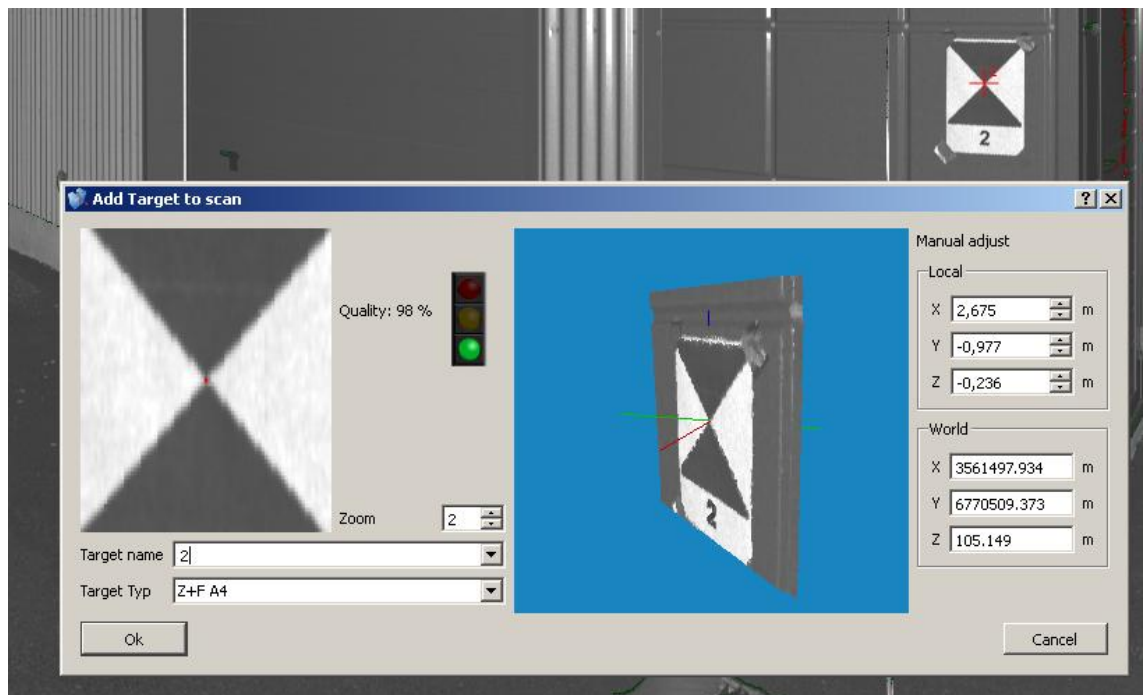 2
Add Target to scan
Quality: 98 %
Zoom 2
Target name 2
Target Typ Z+F A4
Ok
2
Manual adjust
Local
X 2,675 m
Y -0,977 m
Z -0,236 m
World
X 3561497.934 m
Y 6770509.373 m
Z 105.149 m
Cancel